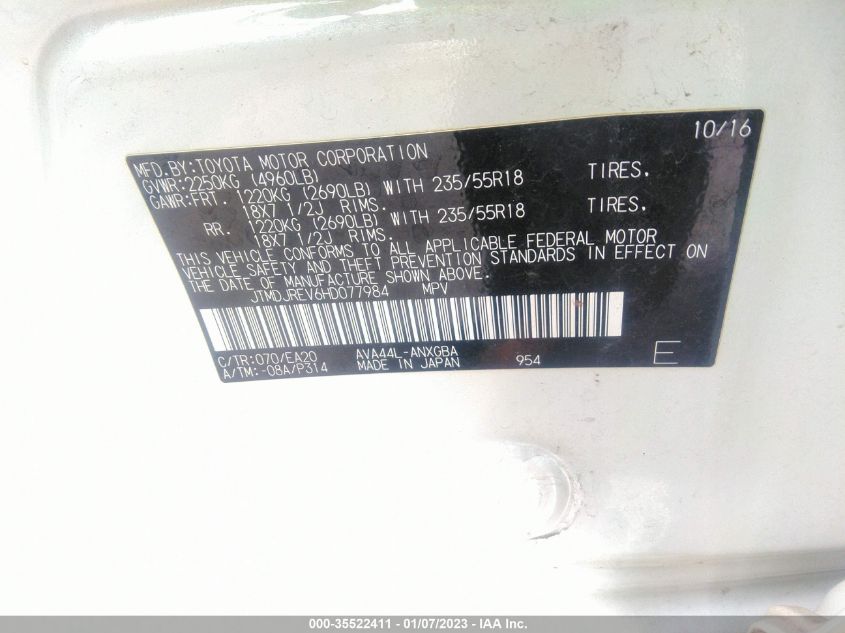 10/16
MFD.BY:TOYOTA MOTOR CORPORATION
GVWR:2250KG (4960LB)
GAWR:FRT. 1220KG (2690LB) WITH 235/55R18 TIRES.
18X7 1/2J RIMS.
RR. 1220KG (2690LB) WITH 235/55R18 TIRES.
18X7 1/2J RIMS.
THIS VEHICLE CONFORMS TO ALL APPLICABLE FEDERAL MOTOR
VEHICLE SAFETY AND THEFT PREVENTION STANDARDS IN EFFECT ON
THE DATE OF MANUFACTURE SHOWN ABOVE.
JTMDJREV6HD077984 MPV
C/TR:070/EA20 AVA44L-ANXGBA
A/TM:-08A/P314 MADE IN JAPAN 954 E
000-35522411 - 01/07/2023 - IAA Inc.